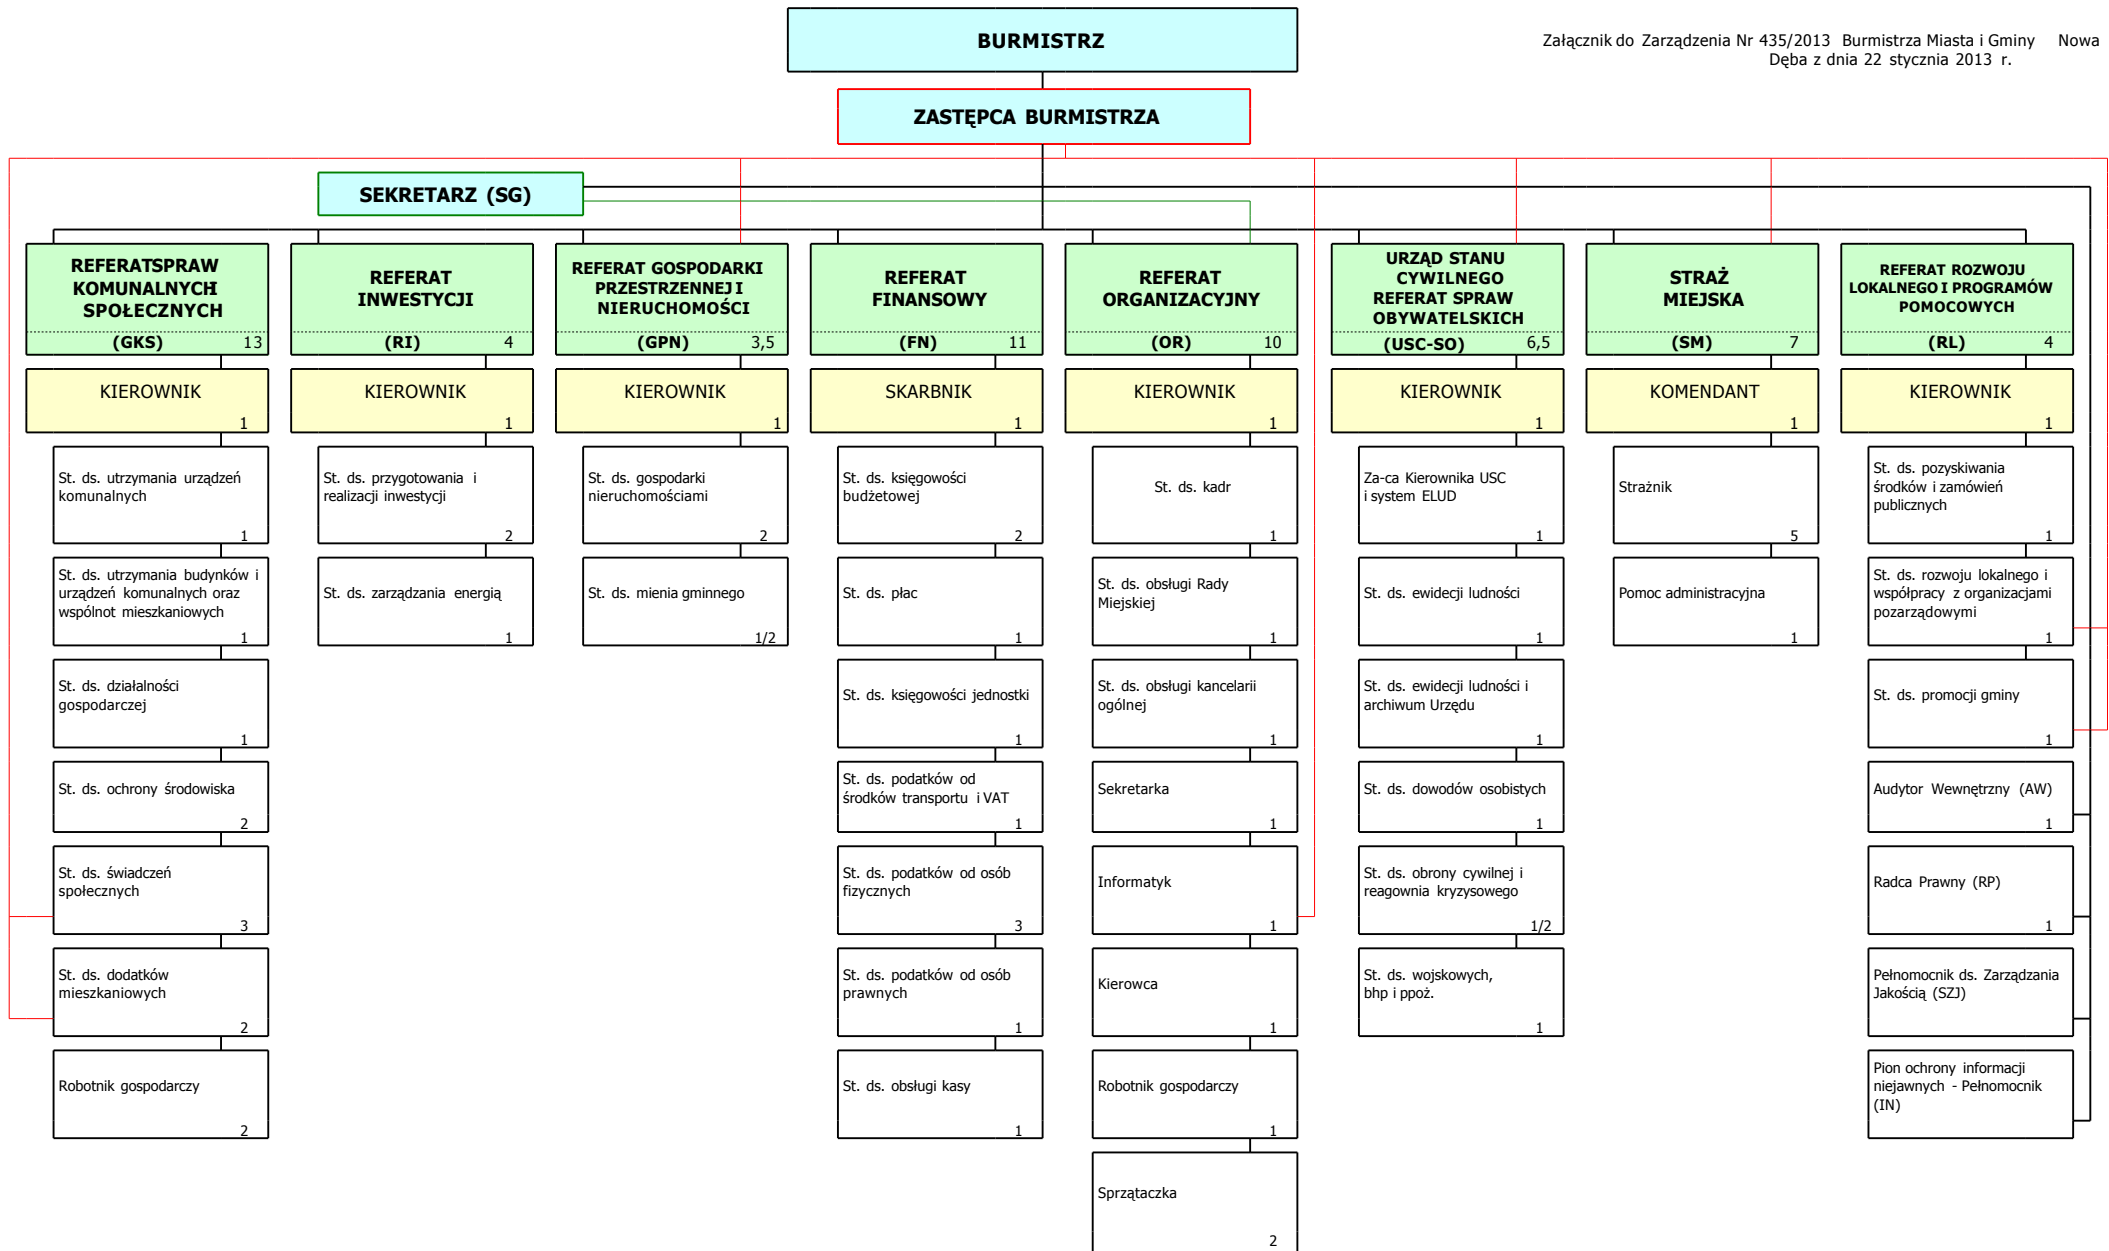 BURMISTRZ
Załącznik do Zarządzenia Nr 435/2013 Burmistrza Miasta i Gminy Nowa
Dęba z dnia 22 stycznia 2013 r.
ZASTĘPCA BURMISTRZA
SEKRETARZ (SG)
REFERATSPRAW
KOMUNALNYCHI
SPOŁECZNYCH
(GKS) 13
KIEROWNIK
1
St. ds. utrzymania urządzeń
komunalnych
1
St. ds. utrzymania budynków i
urządzeń komunalnych oraz
wspólnot mieszkaniowych
1
St. ds. działalności
gospodarczej
1
St. ds. ochrony środowiska
2
St. ds. świadczeń
społecznych
3
St. ds. dodatków
mieszkaniowych
2
Robotnik gospodarczy
2
REFERAT
INWESTYCJI
(RI) 4
KIEROWNIK
1
St. ds. przygotowania i
realizacji inwestycji
2
St. ds. zarządzania energią
1
REFERAT GOSPODARKI
PRZESTRZENNEJ I
NIERUCHOMOŚCI
(GPN) 3,5
KIEROWNIK
1
St. ds. gospodarki
nieruchomościami
2
St. ds. mienia gminnego
1/2
REFERAT
FINANSOWY
(FN) 11
SKARBNIK
1
St. ds. księgowości
budżetowej
2
St. ds. płac
1
St. ds. księgowości jednostki
1
St. ds. podatków od
środków transportu i VAT
1
St. ds. podatków od osób
fizycznych
3
St. ds. podatków od osób
prawnych
1
St. ds. obsługi kasy
1
REFERAT
ORGANIZACYJNY
(OR) 10
KIEROWNIK
1
St. ds. kadr
1
St. ds. obsługi Rady
Miejskiej
1
St. ds. obsługi kancelarii
ogólnej
1
Sekretarka
1
Informatyk
1
Kierowca
1
Robotnik gospodarczy
1
Sprzątaczka
2
URZĄD STANU
CYWILNEGO
REFERAT SPRAW
OBYWATELSKICH
(USC-SO) 6,5
KIEROWNIK
1
Za-ca Kierownika USC
i system ELUD
1
St. ds. ewidecji ludności
1
St. ds. ewidecji ludności i
archiwum Urzędu
1
St. ds. dowodów osobistych
1
St. ds. obrony cywilnej i
reagownia kryzysowego
1/2
St. ds. wojskowych,
bhp i ppoż.
1
STRAŻ
MIEJSKA
(SM) 7
KOMENDANT
1
Strażnik
5
Pomoc administracyjna
1
REFERAT ROZWOJU
LOKALNEGO I PROGRAMÓW
POMOCOWYCH
(RL) 4
KIEROWNIK
1
St. ds. pozyskiwania
środków i zamówień
publicznych
1
St. ds. rozwoju lokalnego i
współpracy z organizacjami
pozarządowymi
1
St. ds. promocji gminy
1
Audytor Wewnętrzny (AW)
1
Radca Prawny (RP)
1
Pełnomocnik ds. Zarządzania
Jakością (SZJ)
Pion ochrony informacji
niejawnych - Pełnomocnik
(IN)